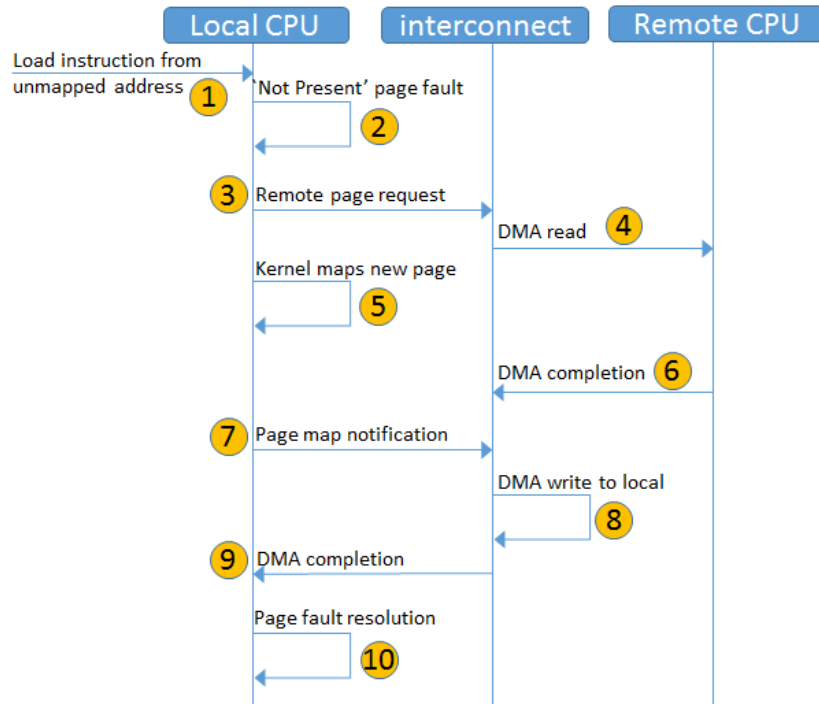 Local CPU
interconnect
Remote CPU
Load instruction from
unmapped address
1
`Not Present’ page fault
2
3
Remote page request
DMA read
4
Kernel maps new page
5
DMA completion
6
7
Page map notification
DMA write to local
8
9
DMA completion
Page fault resolution
10